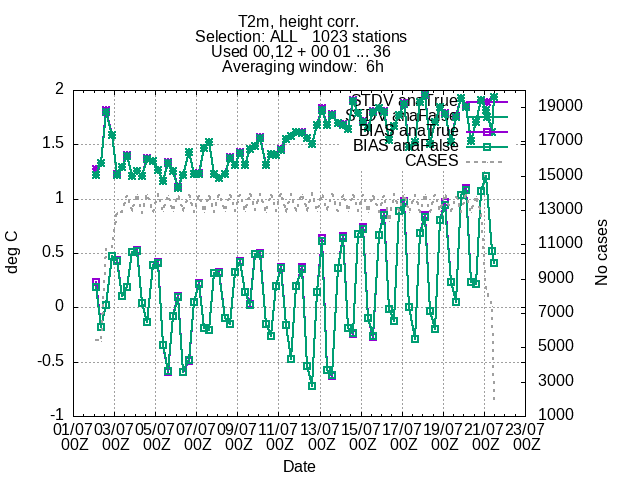 T2m, height corr.
Selection: ALL 1023 stations
Used 00,12 + 00 01 ... 36
Averaging window: 6h
STDV anaTrue
STDV anaFalse
BIAS anaTrue
BIAS anaFalse
CASES
2
1.5
1
0.5
0
-0.5
-1
deg C
19000
17000
15000
13000
11000
9000
7000
5000
3000
1000
No cases
01/07 03/07 05/07 07/07 09/07 11/07 13/07 15/07 17/07 19/07 21/07 23/07
00Z 00Z 00Z 00Z 00Z 00Z 00Z 00Z 00Z 00Z 00Z 00Z
Date